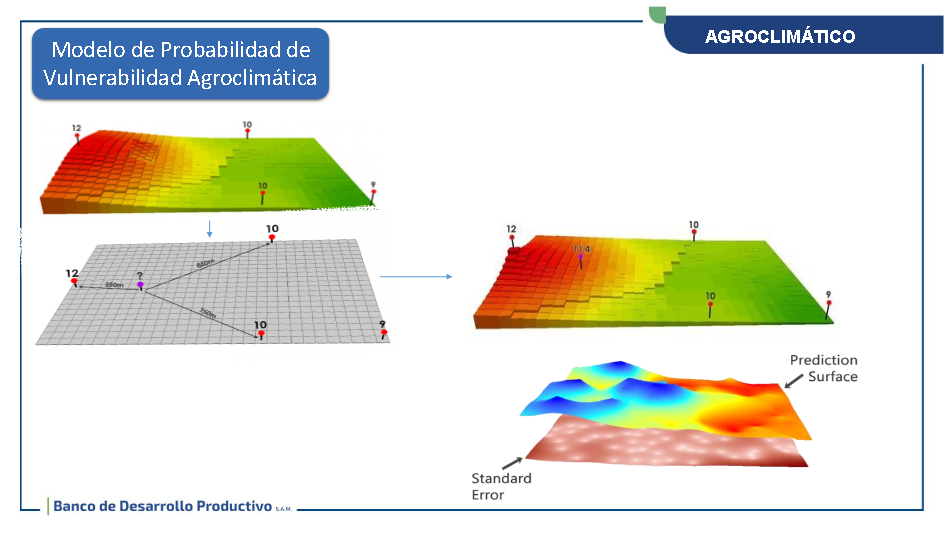 AGROCLIMÁTICO
Modelo de Probabilidad de
Vulnerabilidad Agroclimática
12
10
10
9
10
12
?
350m
850m
750m
10
9
12
10
11.4
10
9
Prediction
Surface
Standard
Error
Banco de Desarrollo Productivo S.A.M.